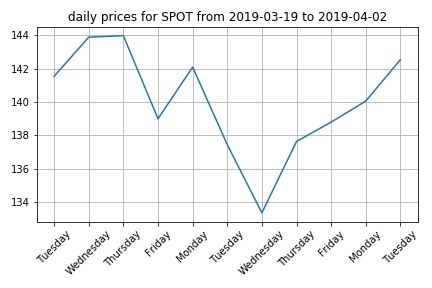 daily prices for SPOT from 2019-03-19 to 2019-04-02
144
142
140
138
136
134
Tuesday
Wednesday
Thursday
Friday
Monday
Tuesday
Wednesday
Thursday
Friday
Monday
Tuesday